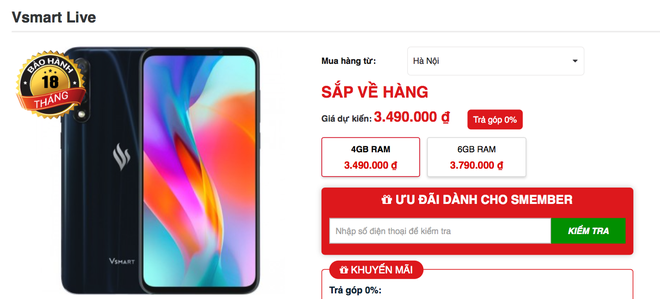 Vsmart Live
BẢO HÀNH
18
THÁNG
VSMART
Mua hàng từ:
Hà Nội
SẮP VỀ HÀNG
Giá dự kiến: 3.490.000 ₫
Trả góp 0%
4GB RAM
3.490.000 ₫
6GB RAM
3.790.000 ₫
ƯU ĐÃI DÀNH CHO SMEMBER
Nhập số điện thoại để kiểm tra
KIỂM TRA
KHUYẾN MÃI
Trả góp 0%: